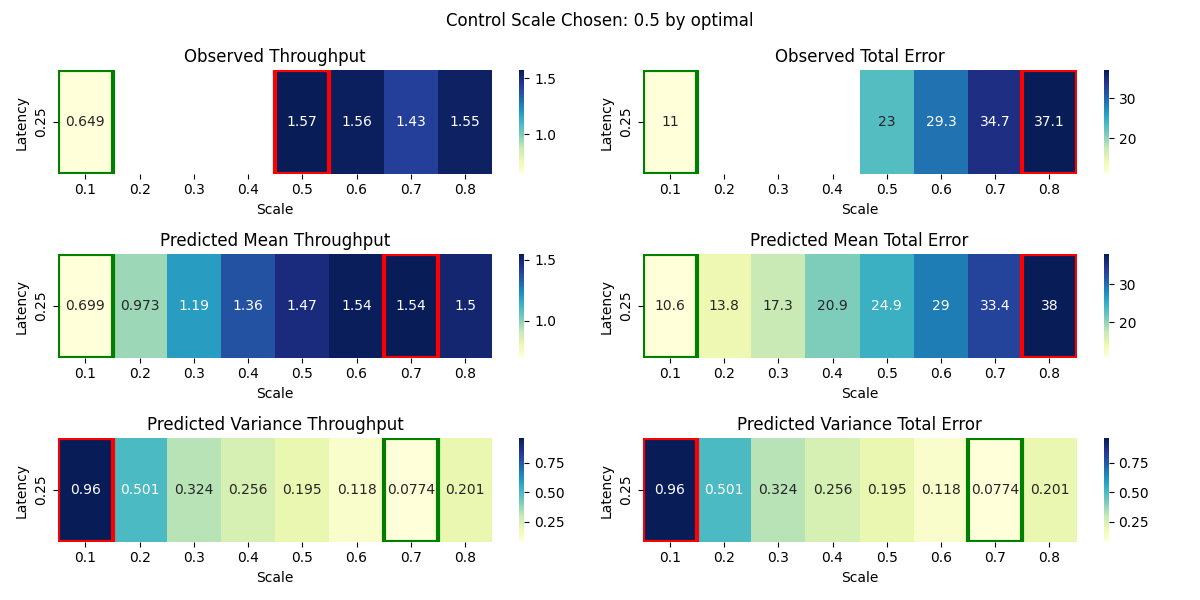 Control Scale Chosen: 0.5 by optimal
Observed Throughput
Latency
0.25
0.649 1.57 1.56 1.43 1.55
0.1 0.2 0.3 0.4 0.5 0.6 0.7 0.8
Scale
1.5
1.0
Observed Total Error
Latency
0.25
11 23 29.3 34.7 37.1
0.1 0.2 0.3 0.4 0.5 0.6 0.7 0.8
Scale
30
20
Predicted Mean Throughput
Latency
0.25
0.699 0.973 1.19 1.36 1.47 1.54 1.54 1.5
0.1 0.2 0.3 0.4 0.5 0.6 0.7 0.8
Scale
1.5
1.0
Predicted Mean Total Error
Latency
0.25
10.6 13.8 17.3 20.9 24.9 29 33.4 38
0.1 0.2 0.3 0.4 0.5 0.6 0.7 0.8
Scale
30
20
Predicted Variance Throughput
Latency
0.25
0.96 0.501 0.324 0.256 0.195 0.118 0.0774 0.201
0.1 0.2 0.3 0.4 0.5 0.6 0.7 0.8
Scale
0.75
0.50
0.25
Predicted Variance Total Error
Latency
0.25
0.96 0.501 0.324 0.256 0.195 0.118 0.0774 0.201
0.1 0.2 0.3 0.4 0.5 0.6 0.7 0.8
Scale
0.75
0.50
0.25